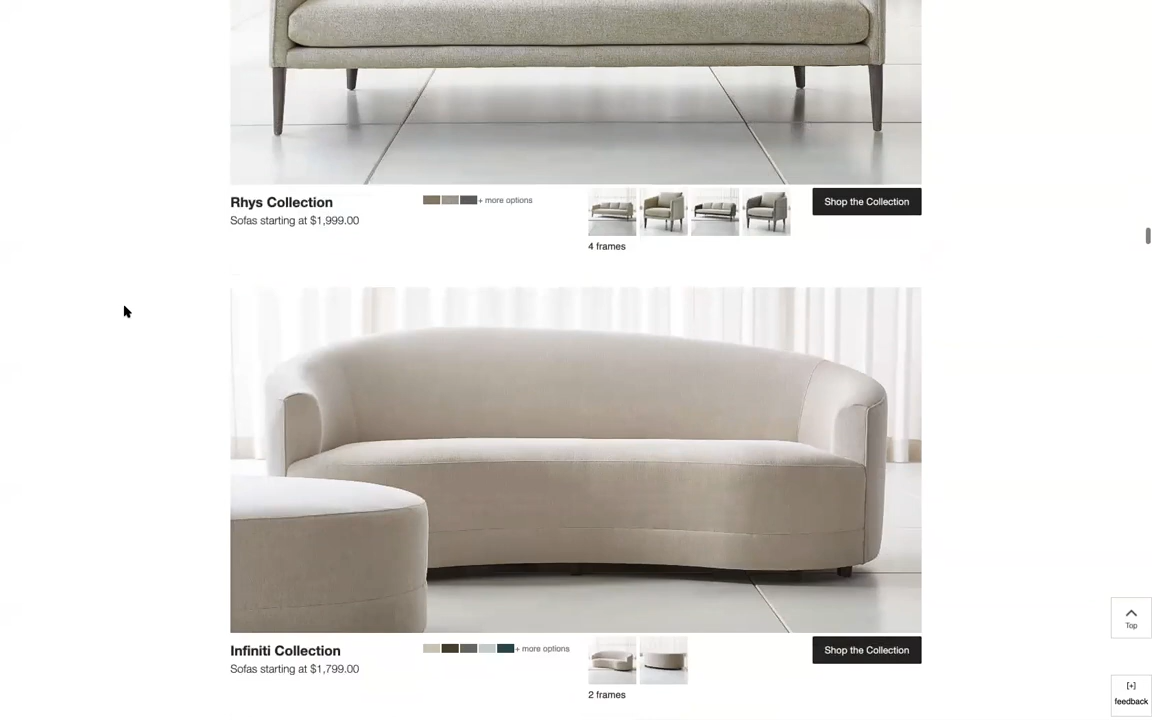 Rhys Collection
Sofas starting at $1,999.00
+ more options
4 frames
Shop the Collection
Infiniti Collection
Sofas starting at $1,799.00
+ more options
2 frames
Shop the Collection
Top
[+]
feedback